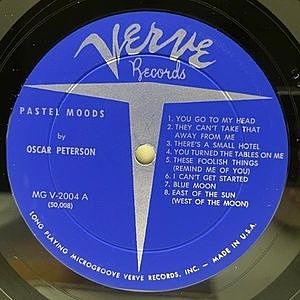 Verve
Records
PASTEL MOODS
by
OSCAR PETERSON
MG V-2004 A
(50,008)
1. YOU GO TO MY HEAD
2. THEY CAN'T TAKE THAT
AWAY FROM ME
3. THERE'S A SMALL HOTEL
4. YOU TURNED THE TABLES ON ME
5. THESE FOOLISH THINGS
(REMIND ME OF YOU)
6. I CAN'T GET STARTED
7. BLUE MOON
8. EAST OF THE SUN
(WEST OF THE MOON)
LONG PLAYING MICROGROOVE VERVE RECORDS, INC. — MADE IN U.S.A.